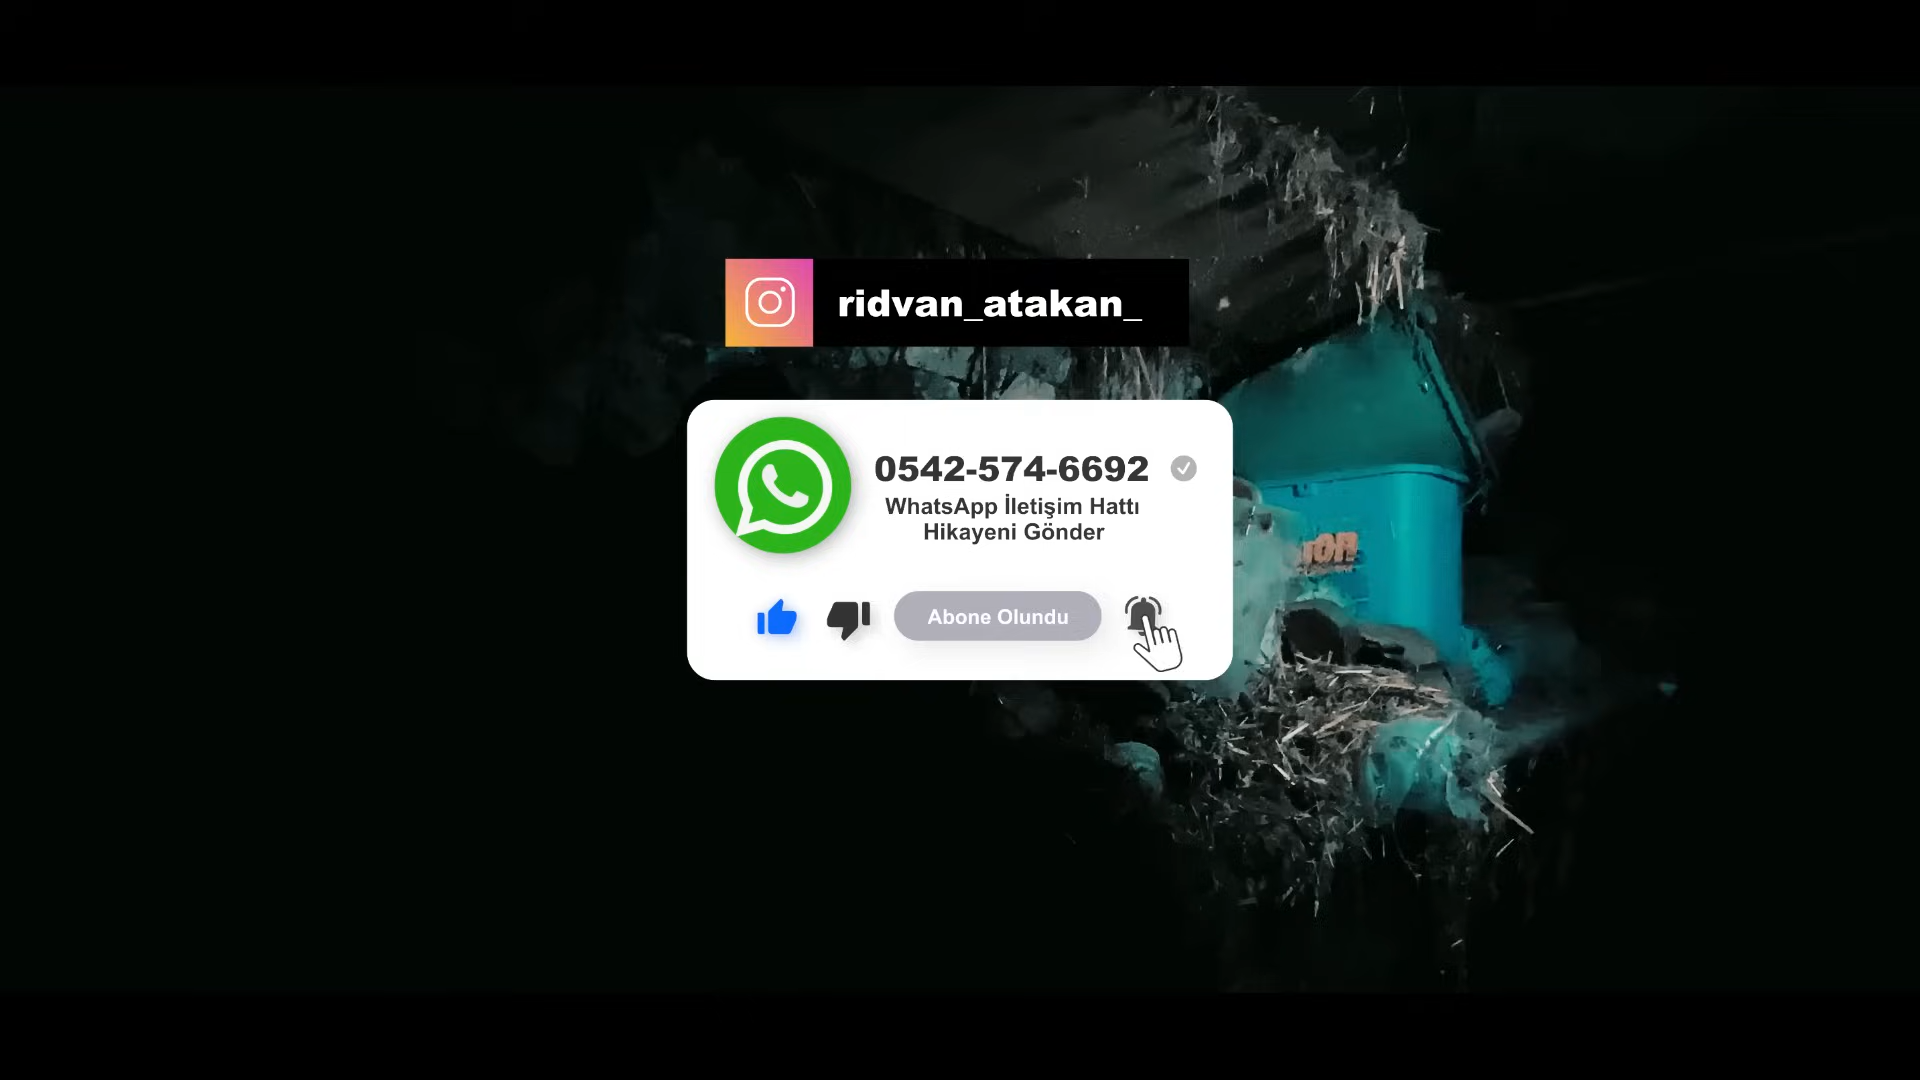 ridvan_atakan_
0542-574-6692
WhatsApp İletişim Hattı
Hikayeni Gönder
Abone Olundu